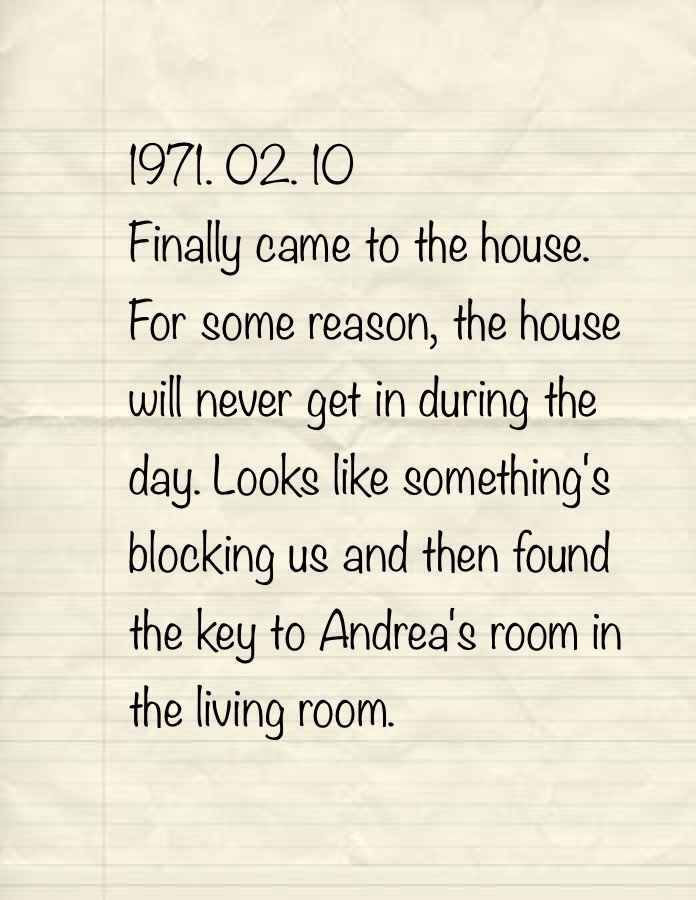 1971. 02. 10
Finally came to the house.
For some reason, the house
will never get in during the
day. Looks like something's
blocking us and then found
the key to Andrea's room in
the living room.